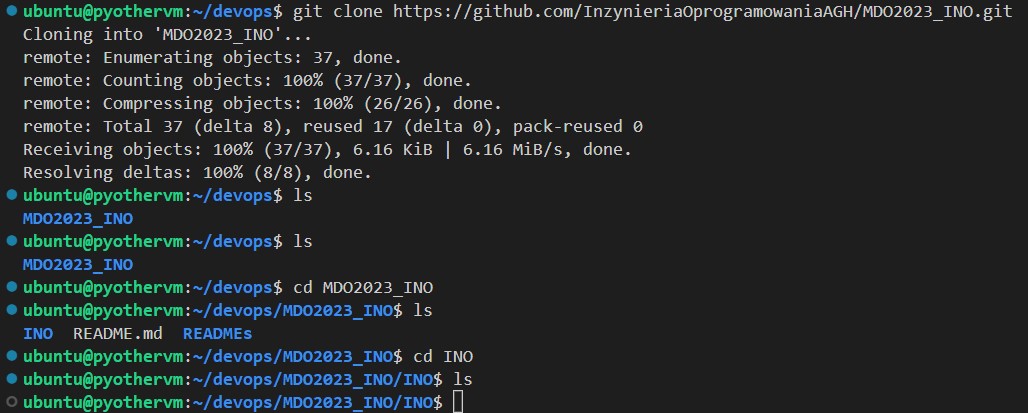 ubuntu@pyothervm:~/devops$ git clone https://github.com/InzynieriaOprogramowaniaAGH/MDO2023_INO.git
Cloning into 'MDO2023_INO'...
remote: Enumerating objects: 37, done.
remote: Counting objects: 100% (37/37), done.
remote: Compressing objects: 100% (26/26), done.
remote: Total 37 (delta 8), reused 17 (delta 0), pack-reused 0
Receiving objects: 100% (37/37), 6.16 KiB | 6.16 MiB/s, done.
Resolving deltas: 100% (8/8), done.
ubuntu@pyothervm:~/devops$ ls
MDO2023_INO
ubuntu@pyothervm:~/devops$ ls
MDO2023_INO
ubuntu@pyothervm:~/devops$ cd MDO2023_INO
ubuntu@pyothervm:~/devops/MDO2023_INO$ ls
INO  README.md  READMEs
ubuntu@pyothervm:~/devops/MDO2023_INO$ cd INO
ubuntu@pyothervm:~/devops/MDO2023_INO/INO$ ls
ubuntu@pyothervm:~/devops/MDO2023_INO/INO$